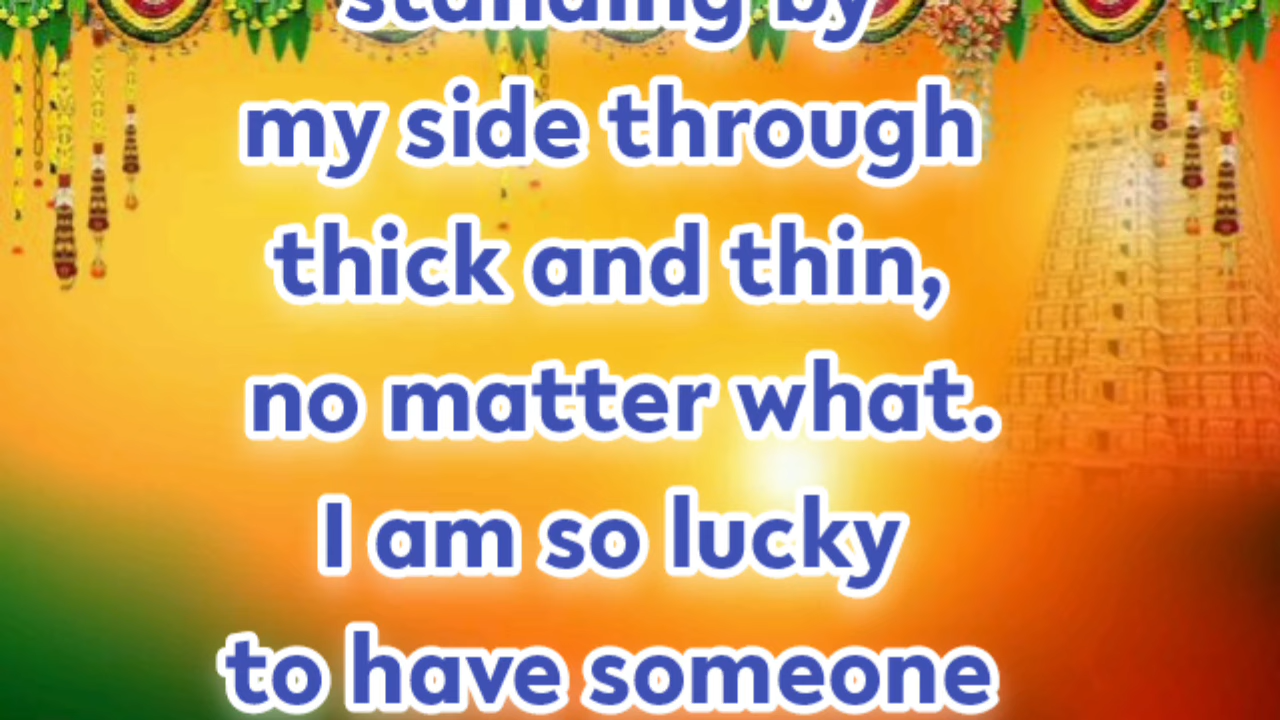 standing by
my side through
thick and thin,
no matter what.
I am so lucky
to have someone